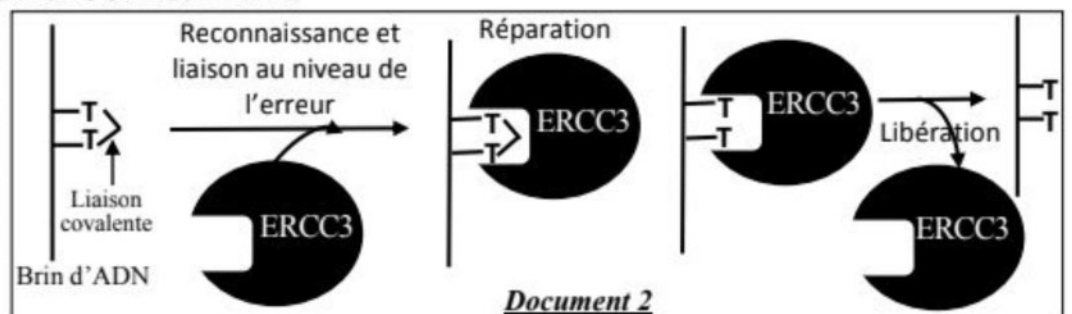 Reconnaissance et
liaison au niveau de
l'erreur
Réparation
T
T
Liaison
covalente
Brin d'ADN
ERCC3
T
T
ERCC3
T
T
ERCC3
Libération
ERCC3
T
T
Document 2